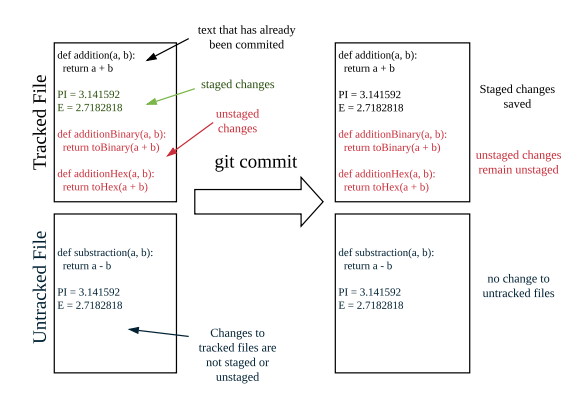 text that has already
been commited
Tracked File
def addition(a, b):
return a + b
PI = 3.141592
E = 2.7182818
def additionBinary(a, b):
return toBinary(a + b)
def additionHex(a, b):
return toHex(a + b)
staged changes
unstaged
changes
git commit
def addition(a, b):
return a + b
PI = 3.141592
E = 2.7182818
def additionBinary(a, b):
return toBinary(a + b)
def additionHex(a, b):
return toHex(a + b)
Staged changes
saved
unstaged changes
remain unstaged
Untracked File
def substraction(a, b):
return a - b
PI = 3.141592
E = 2.7182818
Changes to
tracked files are
not staged or
unstaged
def substraction(a, b):
return a - b
PI = 3.141592
E = 2.7182818
no change to
untracked files